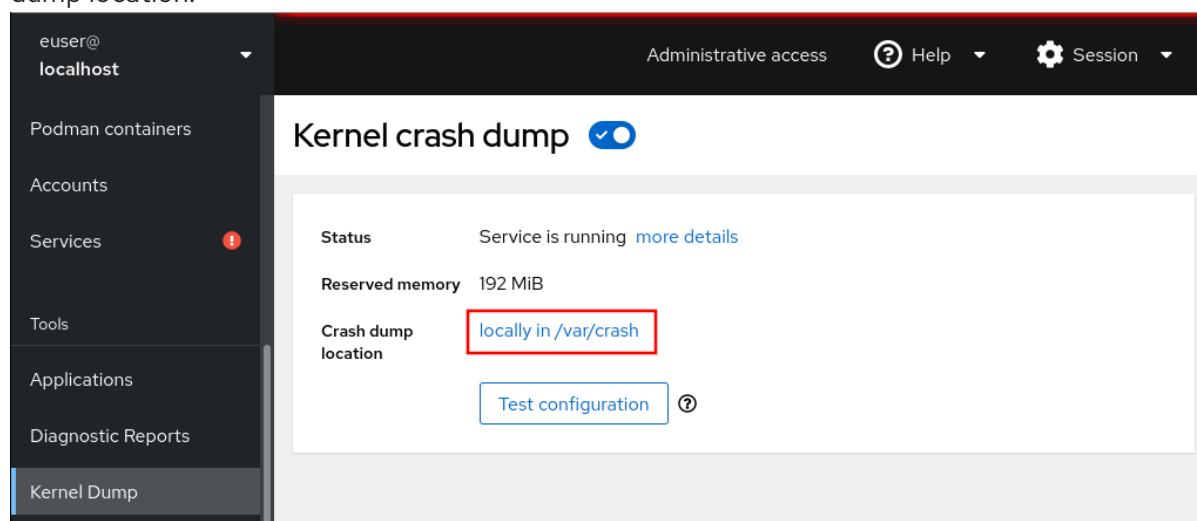 dump location.
euser@
localhost
Administrative access
Help
Session
Podman containers
Accounts
Services
Tools
Applications
Diagnostic Reports
Kernel Dump
Kernel crash dump
Status Service is running more details
Reserved memory 192 MiB
Crash dump location locally in /var/crash
Test configuration